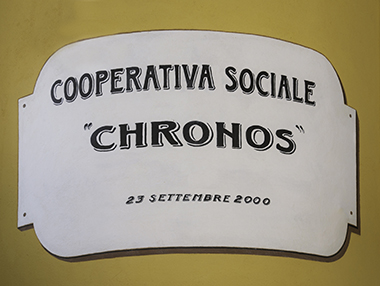 COOPERATIVA SOCIALE
"CHRONOS"
23 SETTEMBRE 2000